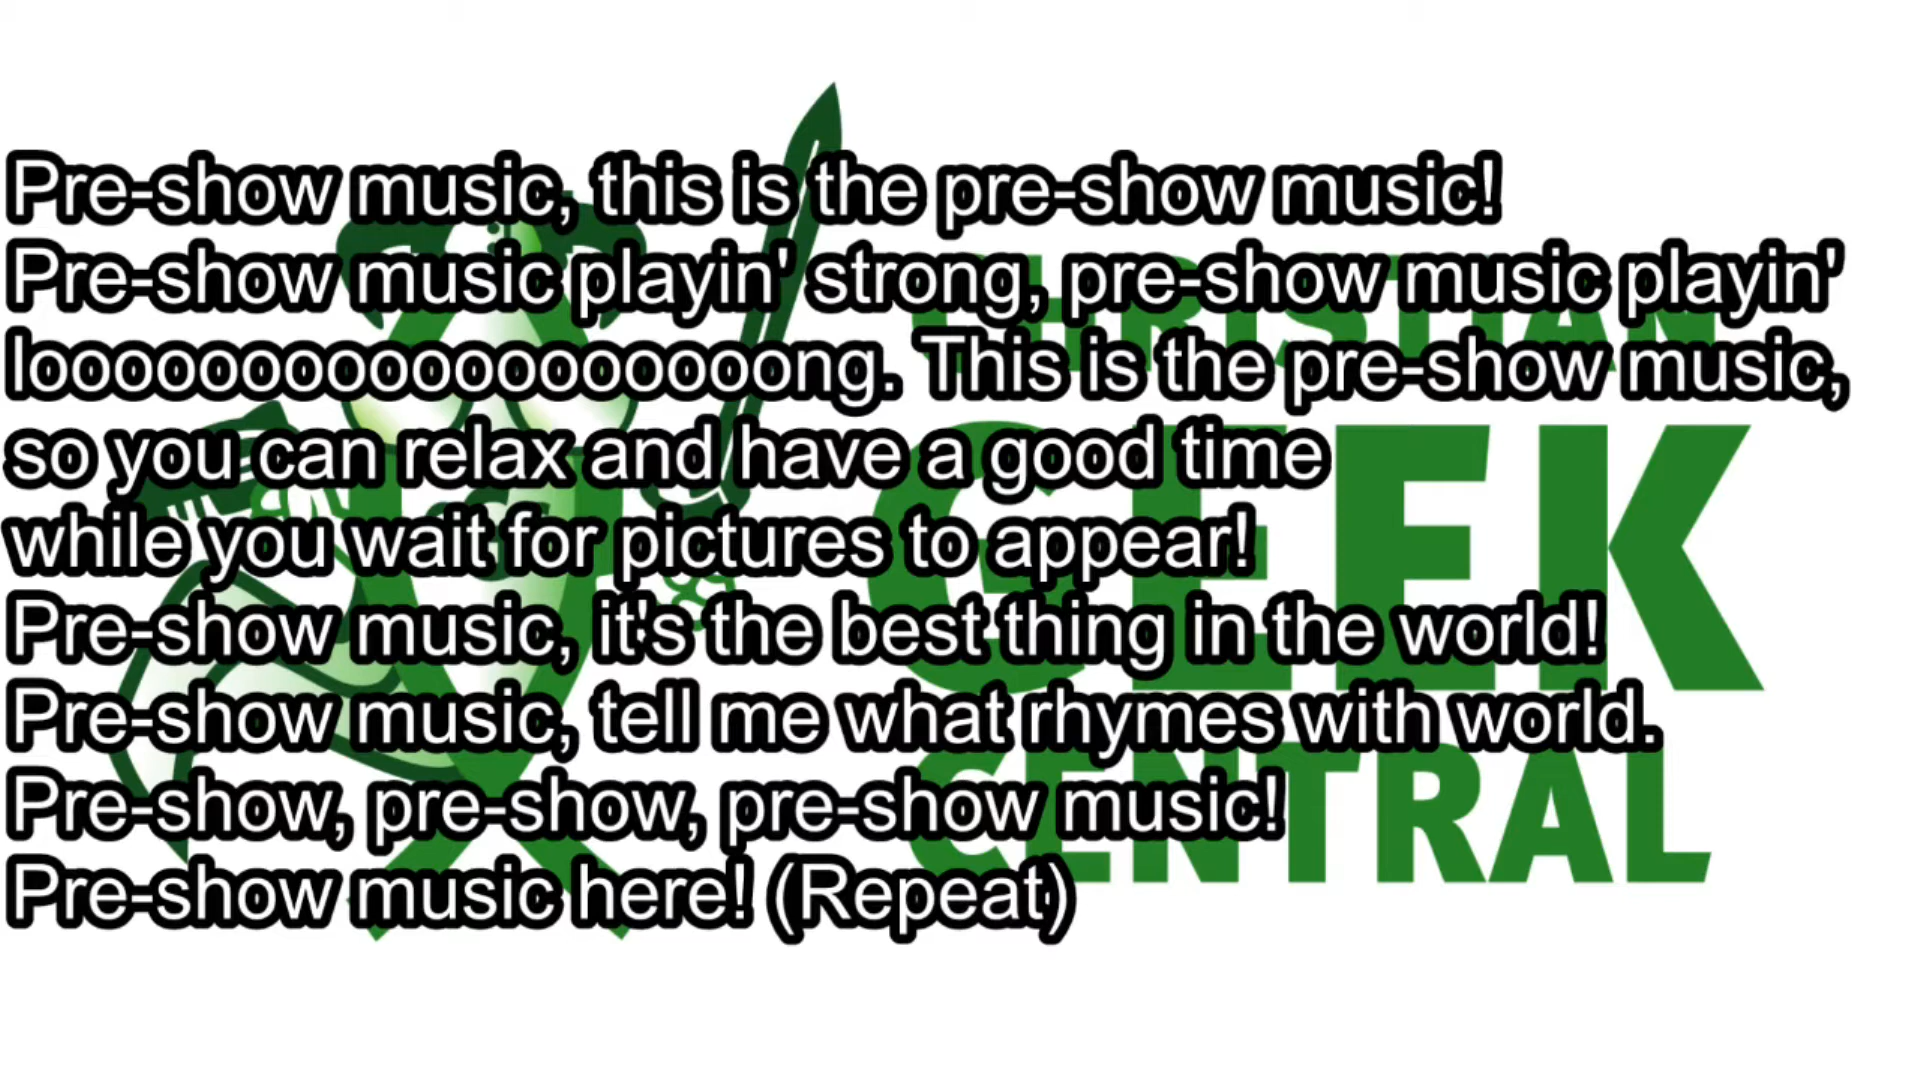 Pre-show music, this is the pre-show music!
Pre-show music playin' strong, pre-show music playin'
looooooooooooooooooong. This is the pre-show music,
so you can relax and have a good time
while you wait for pictures to appear!
Pre-show music, it's the best thing in the world!
Pre-show music, tell me what rhymes with world.
Pre-show, pre-show, pre-show music!
Pre-show music here! (Repeat)
CHRISTIAN
GEEK
CENTRAL